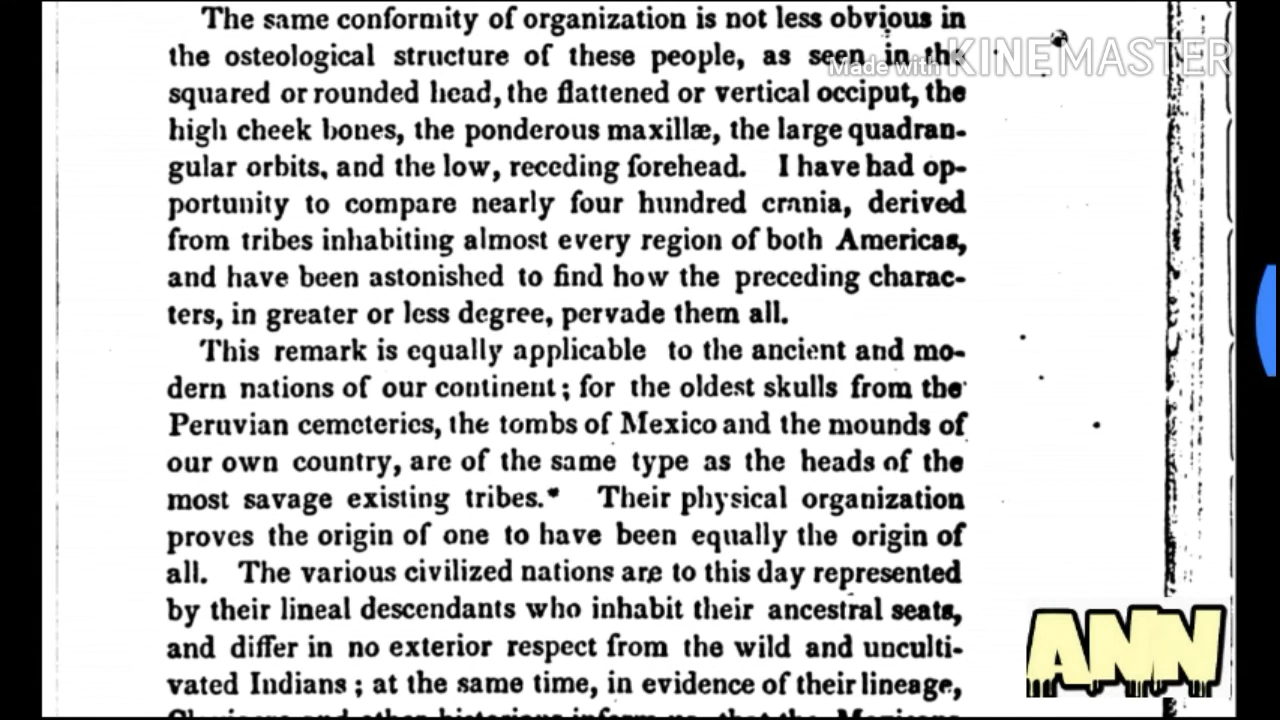 The same conformity of organization is not less obvious in
the osteological structure of these people, as seen in the
Made with KINEMASTER
squared or rounded head, the flattened or vertical occiput, the
high cheek bones, the ponderous maxillæ, the large quadran-
gular orbits, and the low, receding forehead. I have had op-
portunity to compare nearly four hundred crania, derived
from tribes inhabiting almost every region of both Americas,
and have been astonished to find how the preceding charac-
ters, in greater or less degree, pervade them all.
This remark is equally applicable to the ancient and mo-
dern nations of our continent; for the oldest skulls from the
Peruvian cemeteries, the tombs of Mexico and the mounds of
our own country, are of the same type as the heads of the
most savage existing tribes.* Their physical organization
proves the origin of one to have been equally the origin of
all. The various civilized nations are to this day represented
by their lineal descendants who inhabit their ancestral seats,
and differ in no exterior respect from the wild and unculti-
vated Indians; at the same time, in evidence of their lineage,
ANN